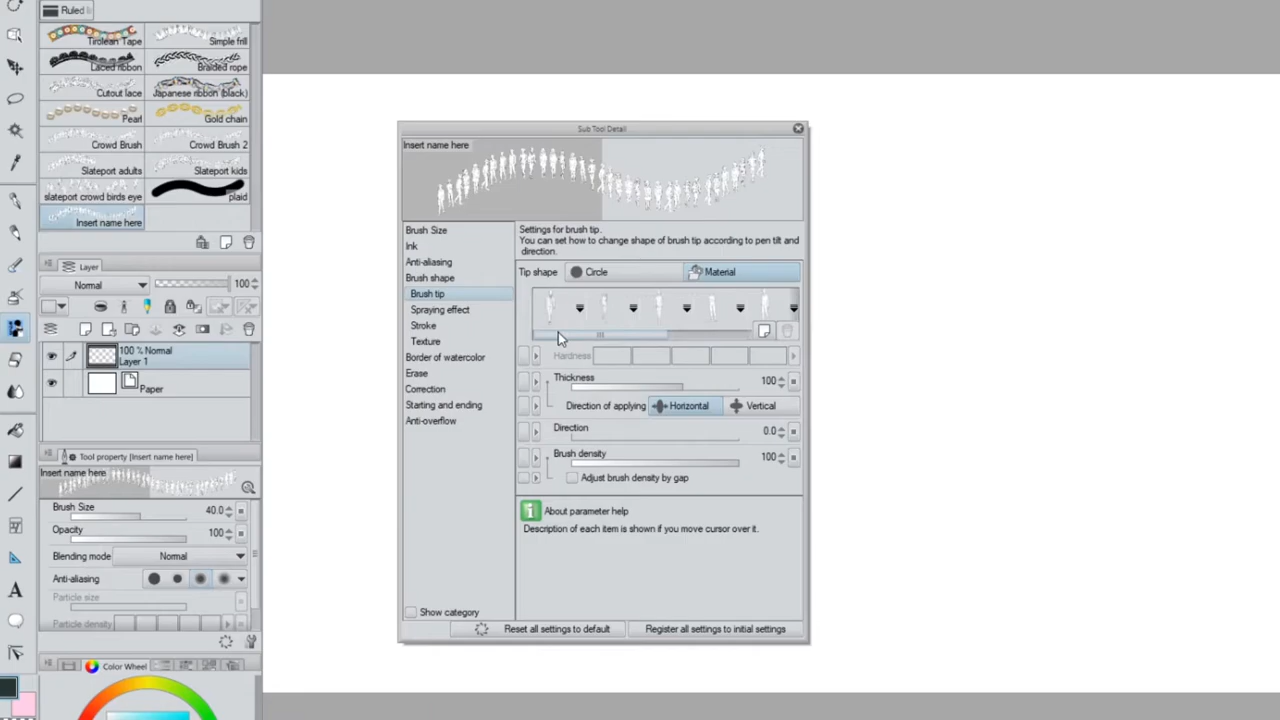 Ruled
Tirolean Tape
Simple frill
Laced ribbon
Braided rope
Cutout lace
Japanese ribbon (black)
Pearl
Gold chain
Crowd Brush
Crowd Brush 2
Slateport adults
Slateport kids
slateport crowd birds eye
plaid
Insert name here
Layer
Normal
100
100 % Normal
Layer 1
Paper
Tool property [Insert name here]
Insert name here
Brush Size
40.0
Opacity
100
Blending mode
Normal
Anti-aliasing
Particle size
Particle density
Color Wheel
Sub Tool Detail
Insert name here
Brush Size
Ink
Anti-aliasing
Brush shape
Brush tip
Spraying effect
Stroke
Texture
Border of watercolor
Erase
Correction
Starting and ending
Anti-overflow
Show category
Settings for brush tip.
You can set how to change shape of brush tip according to pen tilt and
direction.
Tip shape
Circle
Material
Hardness
Thickness
100
Direction of applying
Horizontal
Vertical
Direction
0.0
Brush density
100
Adjust brush density by gap
About parameter help
Description of each item is shown if you move cursor over it.
Reset all settings to default
Register all settings to initial settings
A